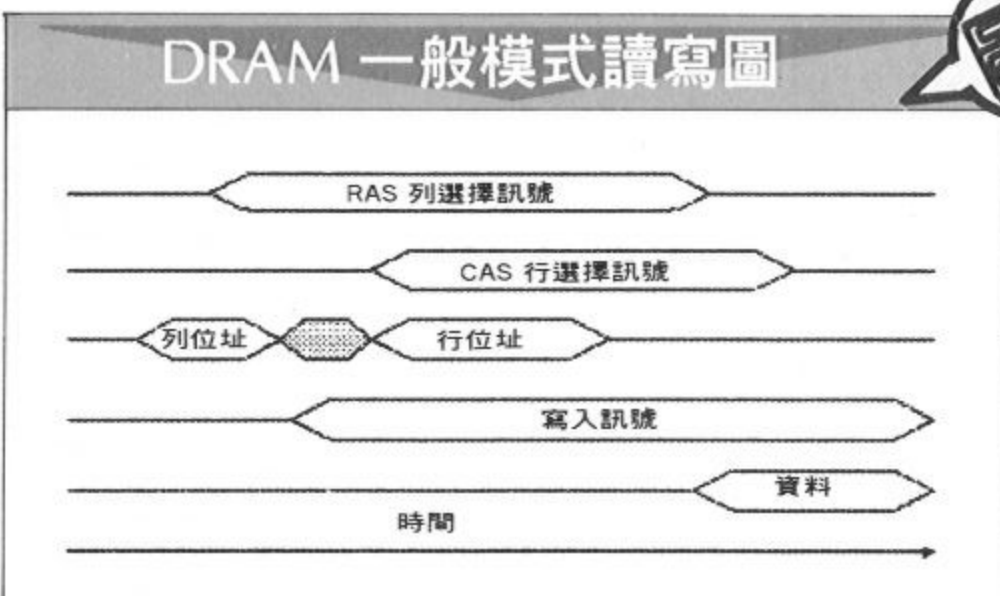 DRAM 一般模式讀寫圖
RAS 列選擇訊號
CAS 行選擇訊號
列位址
行位址
寫入訊號
資料
時間